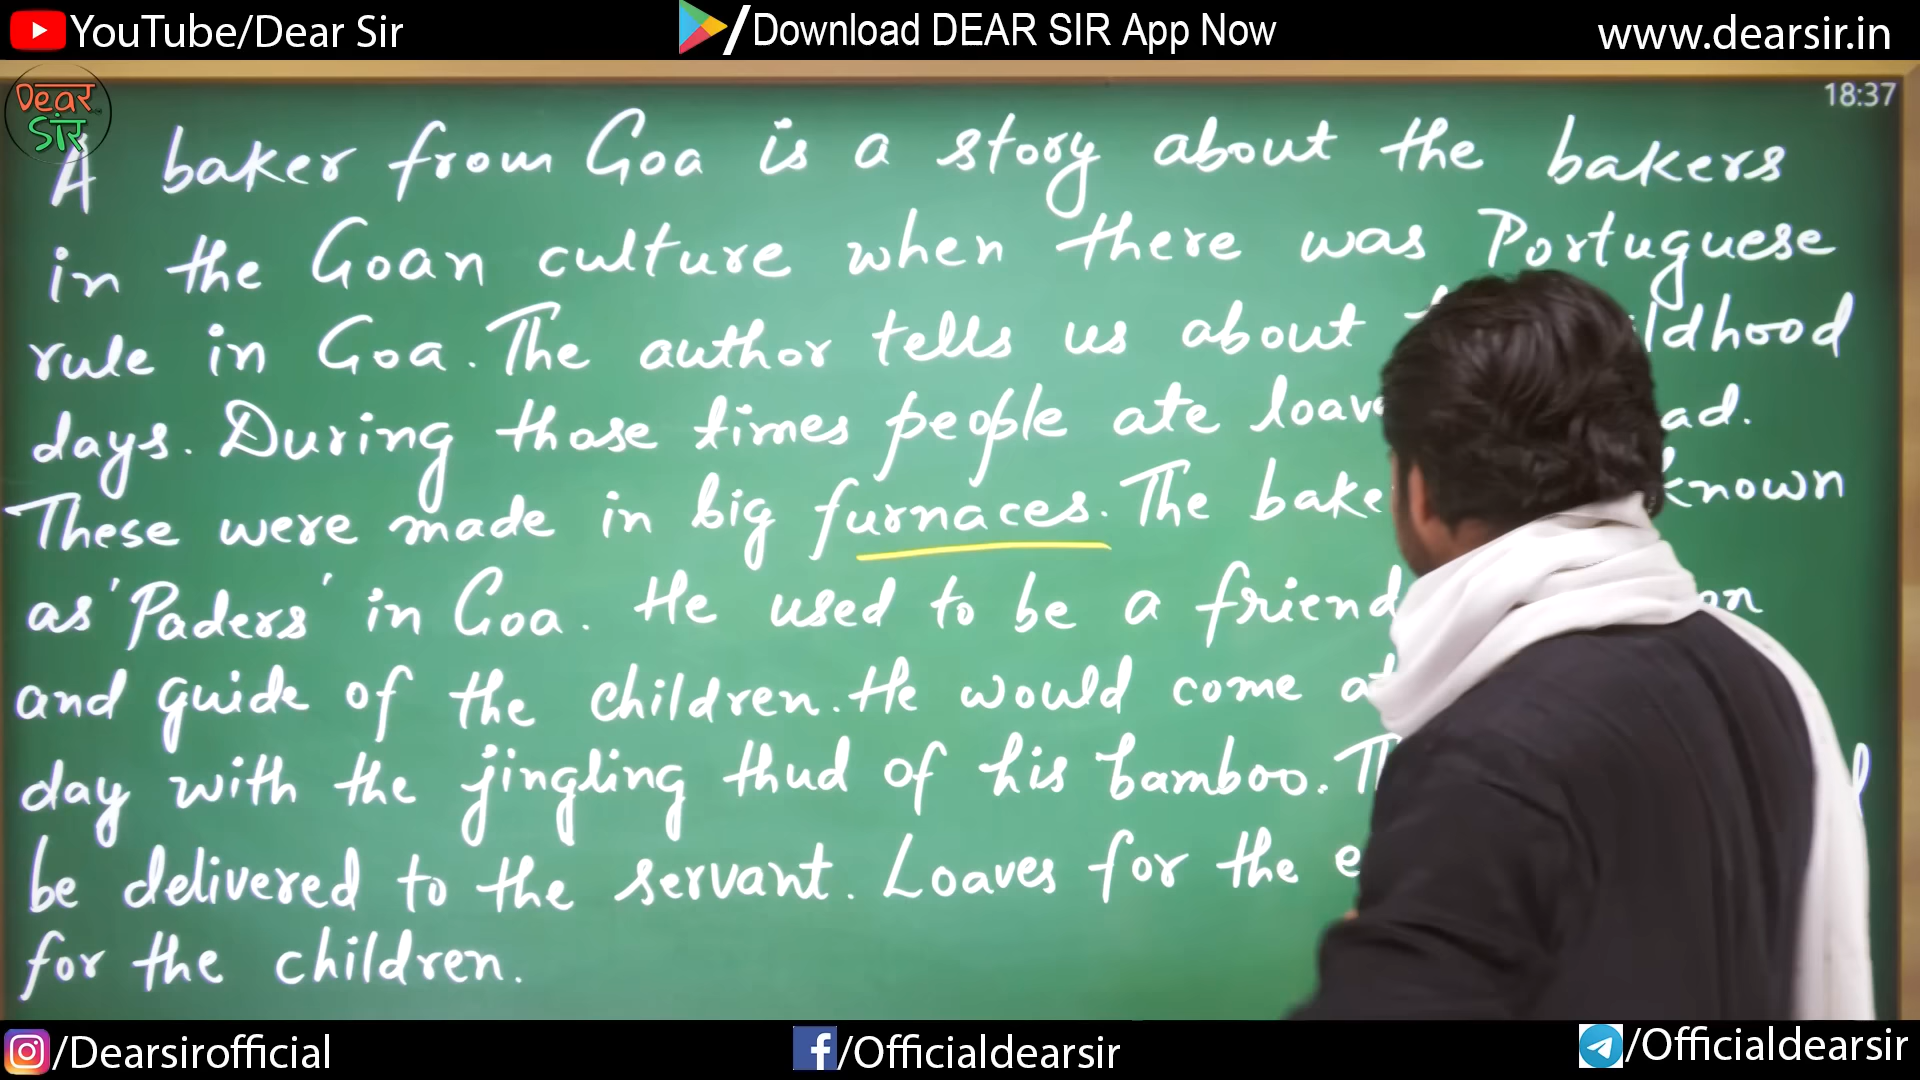 YouTube/Dear Sir
/Download DEAR SIR App Now
www.dearsir.in
Dear
Sir
18:37
A baker from Goa is a story about the bakers
in the Goan culture when there was Portuguese
rule in Goa. The author tells us about
days. During those times people ate
These were made in big furnaces. The known
as 'Paders' in Goa. He used to be a
and guide of the children. He would come
day with the jingling thud of his bamboo.
be delivered to the servant. Loaves for the
for the children.
/Dearsirofficial
/Officialdearsir
/Officialdearsir